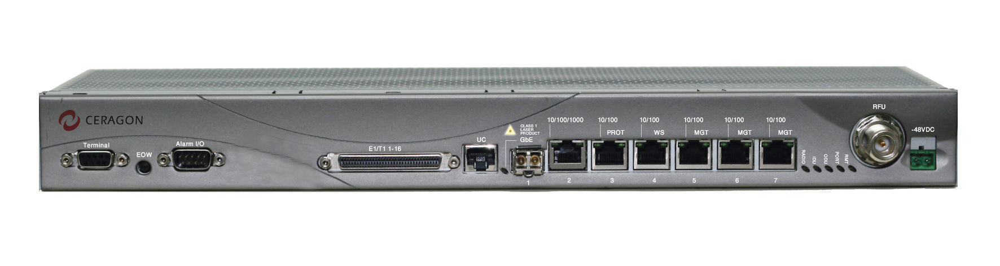 CERAGON
Terminal
EOW
Alarm I/O
E1/T1 1-16
UC
CLASS 1
LASER
PRODUCT
GbE
1
10/100/1000
2
10/100
PROT
3
10/100
WS
4
10/100
MGT
5
10/100
MGT
6
10/100
MGT
7
RADIO
IDU
ODU
PORT
RMT
RFU
-48VDC